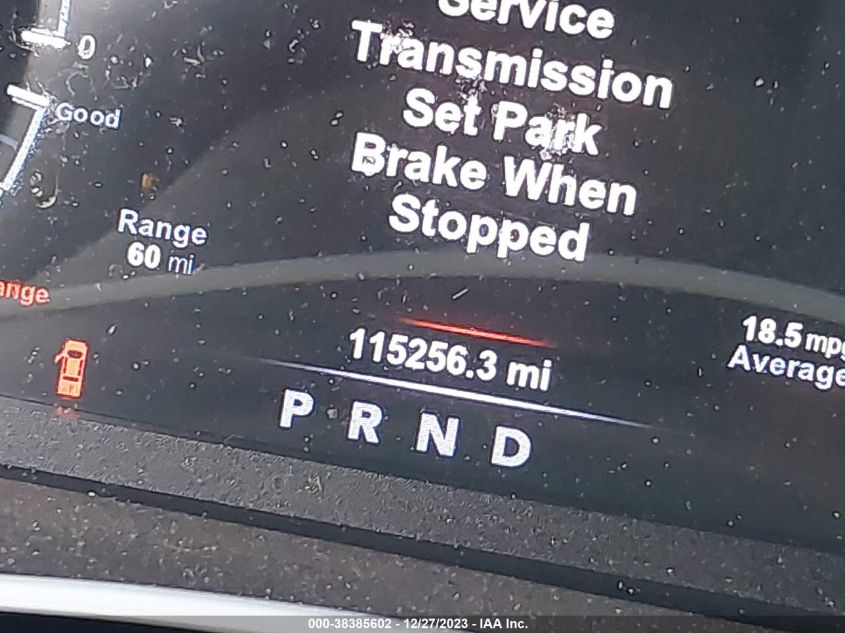 Service
Transmission
Set Park
Brake When
Stopped
0
Good
Range
60 mi
ange
115256.3 mi
18.5 mpg
Average
P R N D
000-38385602 - 12/27/2023 - IAA Inc.